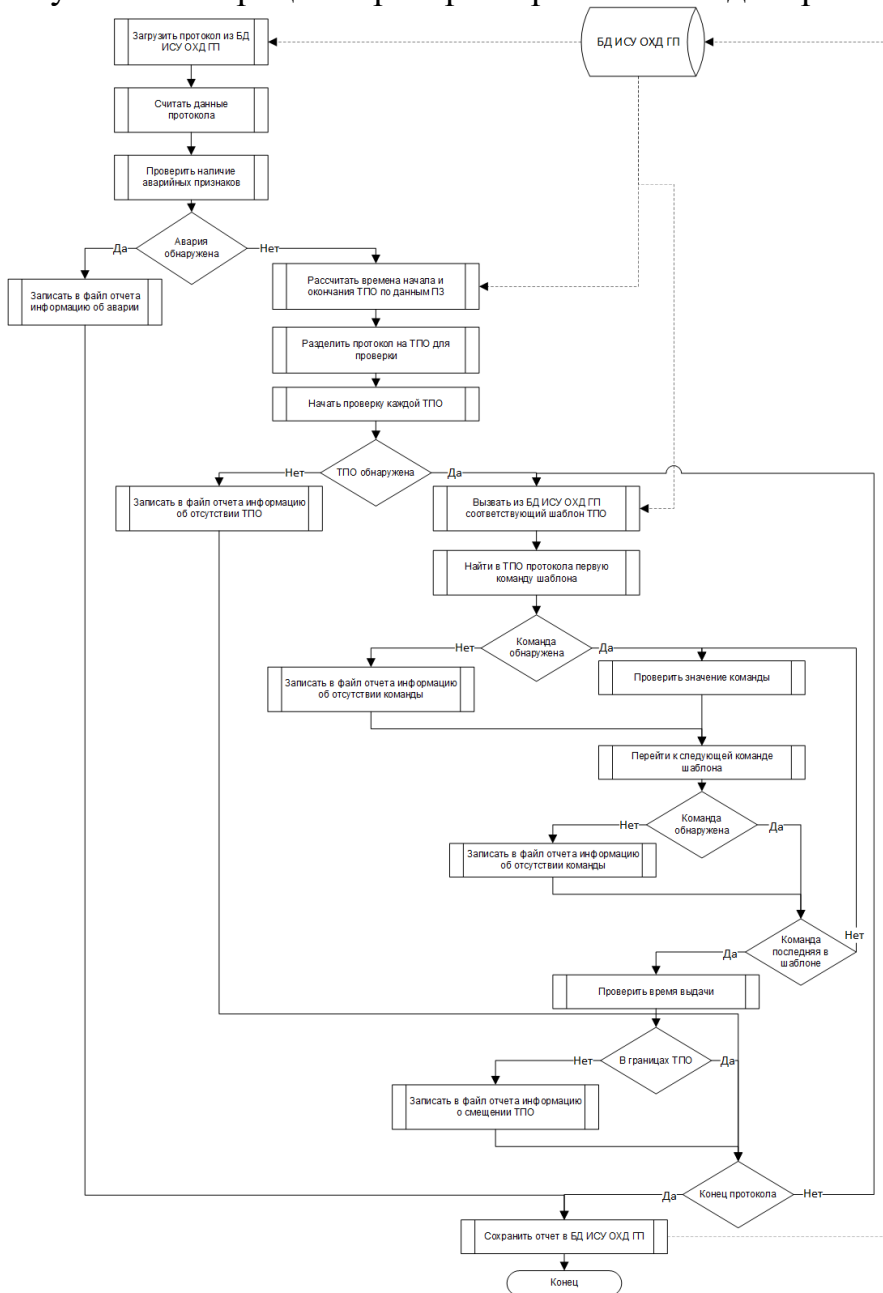 Загрузить протокол из БД
ИСУ ОХД ГП
БД ИСУ ОХД ГП
Считать данные
протокола
Проверить наличие
аварийных признаков
Авария
обнаружена
Да
Нет
Записать в файл отчета
информацию об аварии
Рассчитать времена начала и
окончания ТПО по данным ПЗ
Разделить протокол на ТПО для
проверки
Начать проверку каждой ТПО
ТПО обнаружена
Нет
Да
Записать в файл отчета информацию
об отсутствии ТПО
Вызвать из БД ИСУ ОХД ГП
соответствующий шаблон ТПО
Найти в ТПО протокола первую
команду шаблона
Команда
обнаружена
Нет
Да
Записать в файл отчета информацию
об отсутствии команды
Проверить значение команды
Перейти к следующей команде
шаблона
Команда
обнаружена
Нет
Да
Записать в файл отчета информацию
об отсутствии команды
Команда
последняя в
шаблоне
Нет
Да
Проверить время выдачи
В границах ТПО
Нет
Да
Записать в файл отчета информацию
о смещении ТПО
Конец протокола
Да
Нет
Сохранить отчет в БД ИСУ ОХД ГП
Конец